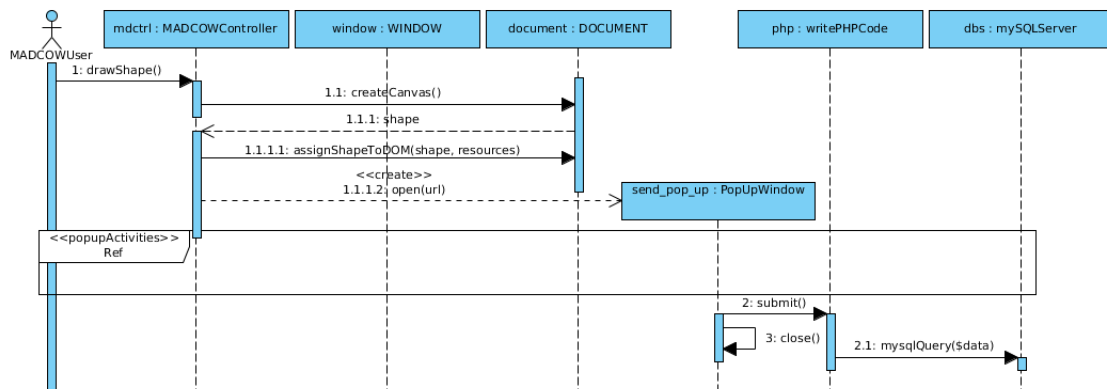 MADCOWUser
mdctrl : MADCOWController
window : WINDOW
document : DOCUMENT
php : writePHPCode
dbs : mySQLServer
1: drawShape()
1.1: createCanvas()
1.1.1: shape
1.1.1.1: assignShapeToDOM(shape, resources)
<<create>>
1.1.1.2: open(url)
send_pop_up : PopUpWindow
<<popupActivities>>
Ref
2: submit()
3: close()
2.1: mysqlQuery($data)